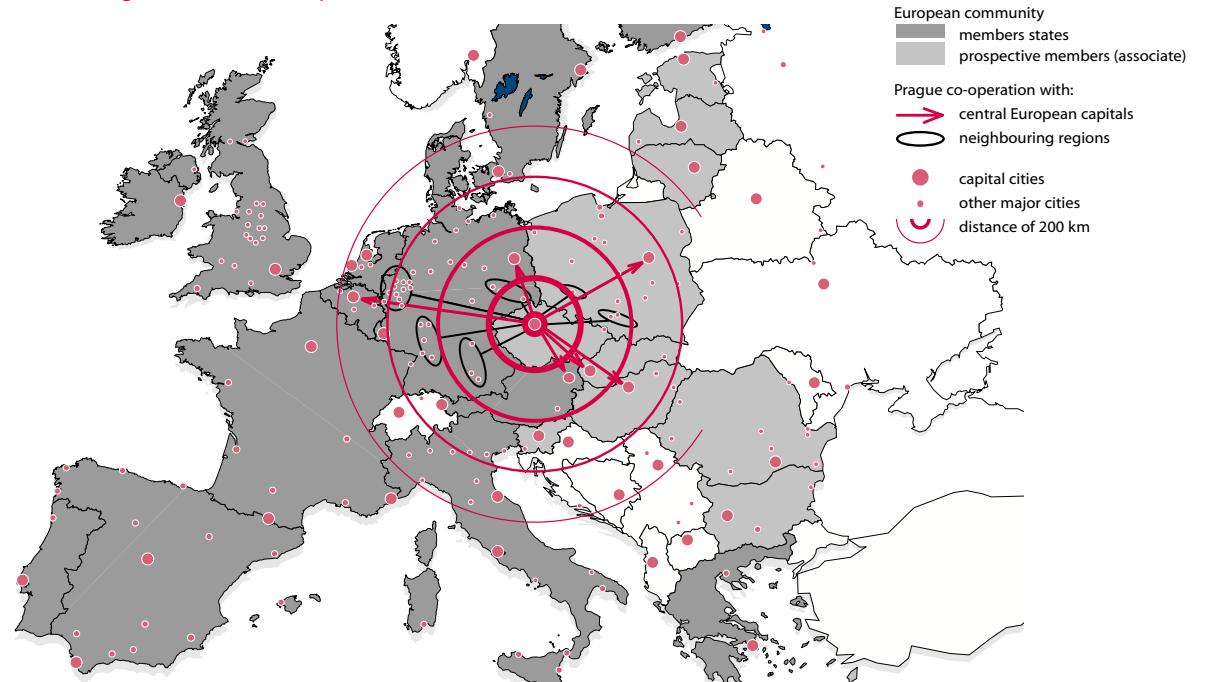 European community
members states
prospective members (associate)
Prague co-operation with:
central European capitals
neighbouring regions
capital cities
other major cities
distance of 200 km